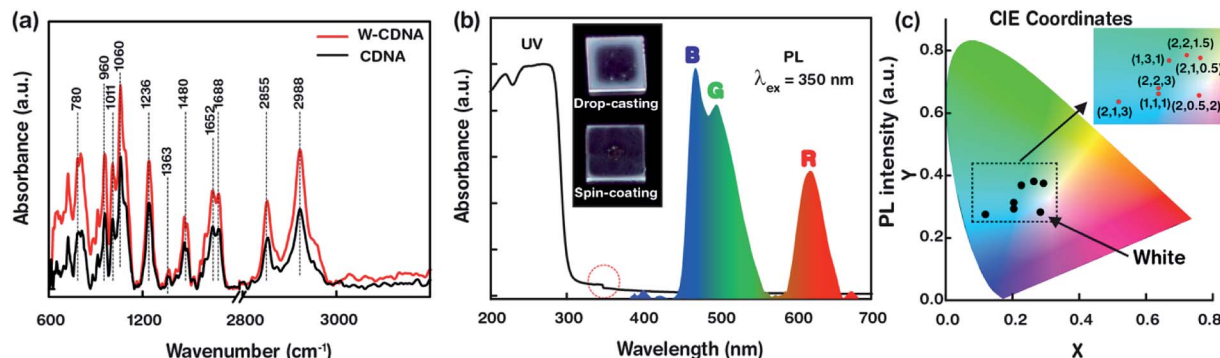 (a)
Absorbance (a.u.)
W-CDNA
CDNA
780
960
1011
1060
1236
1363
1480
1652
1688
2855
2988
600
1200
2800
3000
Wavenumber (cm⁻¹)
(b)
Absorbance (a.u.)
UV
Drop-casting
Spin-coating
B
G
R
PL
λex = 350 nm
PL intensity (a.u.)
200
300
400
500
600
700
Wavelength (nm)
(c)
CIE Coordinates
(2,2,1.5)
(1,3,1)
(2,1,0.5)
(2,2,3)
(1,1,1)
(2,1,3)
(2,0.5,2)
White
Y
0.8
0.6
0.4
0.2
0.0
0.0
0.2
0.4
0.6
0.8
X